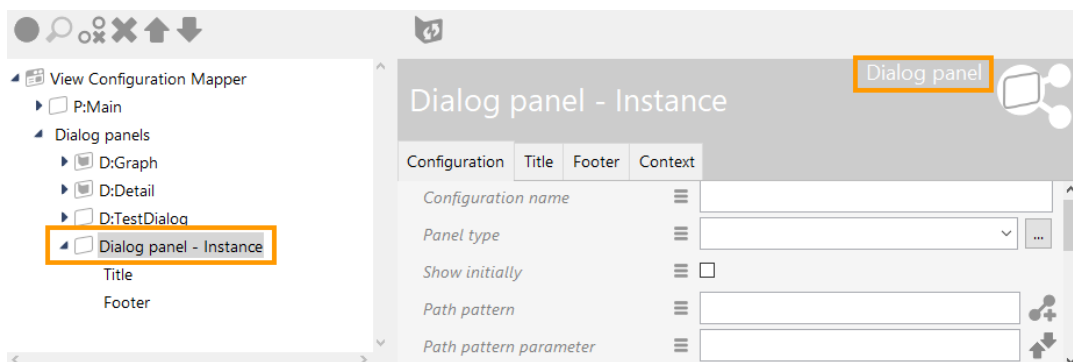 View Configuration Mapper
P:Main
Dialog panels
D:Graph
D:Detail
D:TestDialog
Dialog panel - Instance
Title
Footer
Dialog panel
Dialog panel - Instance
Configuration Title Footer Context
Configuration name
Panel type
...
Show initially
Path pattern
Path pattern parameter